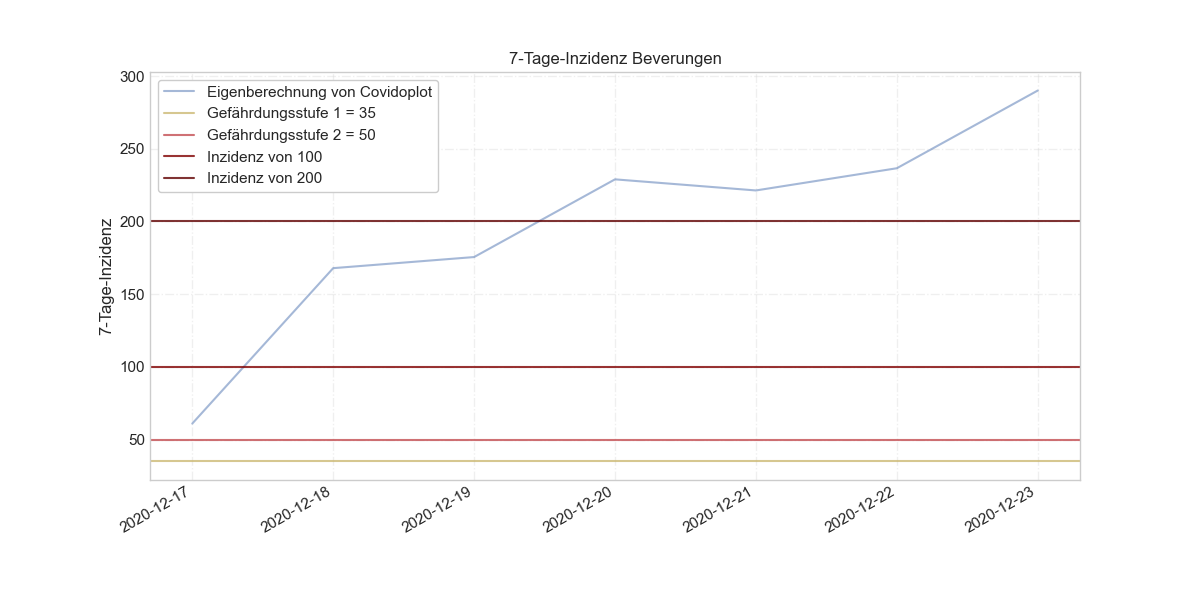 7-Tage-Inzidenz Beverungen
Eigenberechnung von Covidoplot
Gefährdungsstufe 1 = 35
Gefährdungsstufe 2 = 50
Inzidenz von 100
Inzidenz von 200
7-Tage-Inzidenz
300
250
200
150
100
50
2020-12-17
2020-12-18
2020-12-19
2020-12-20
2020-12-21
2020-12-22
2020-12-23